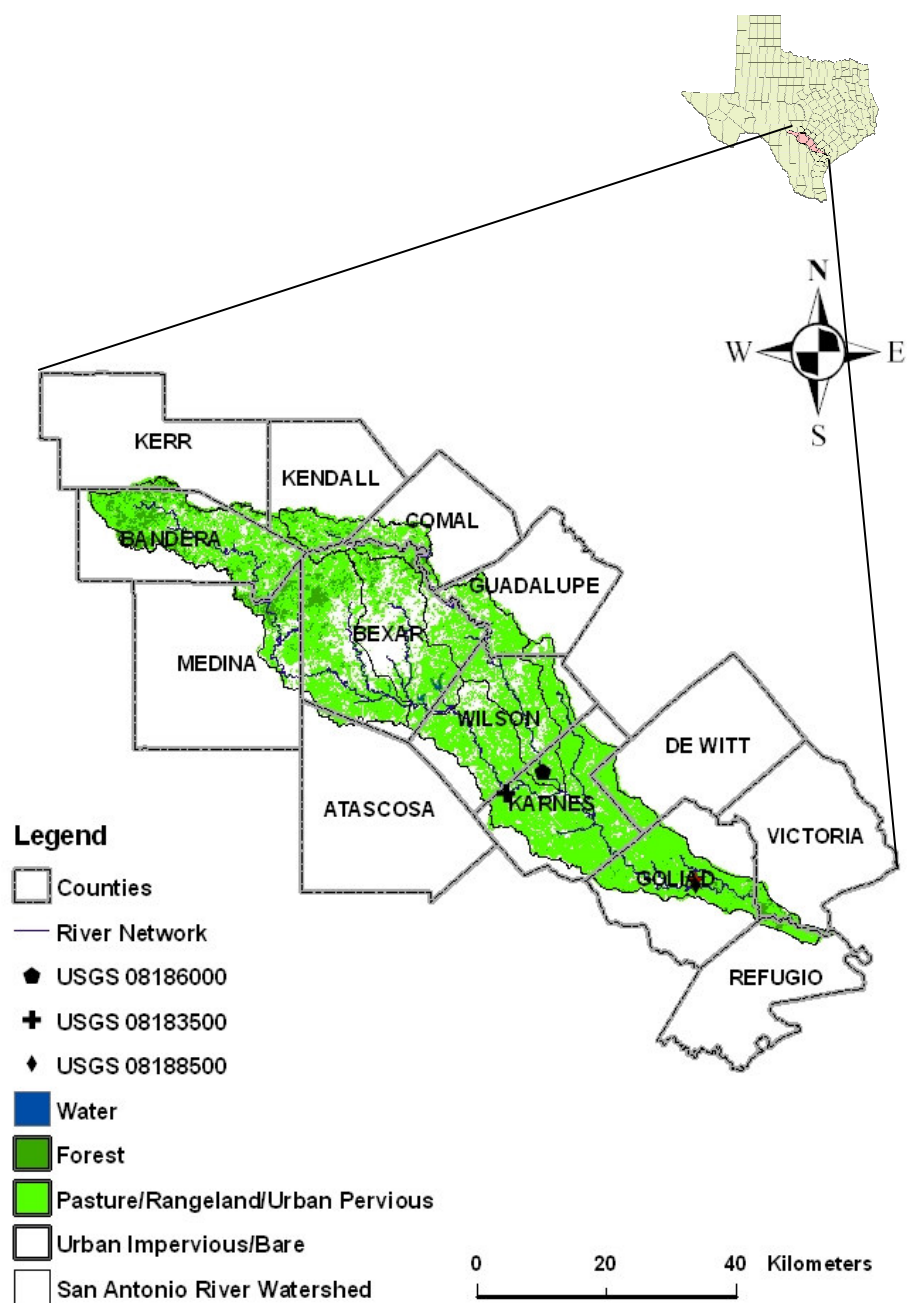 N
W E
S
KERR
KENDALL
COMAL
BANDERA
GUADALUPE
BEXAR
MEDINA
WILSON
DE WITT
KARNES
ATASCOSA
VICTORIA
GOLIAD
REFUGIO
Legend
Counties
River Network
USGS 08186000
USGS 08183500
USGS 08188500
Water
Forest
Pasture/Rangeland/Urban Pervious
Urban Impervious/Bare
San Antonio River Watershed
0 20 40 Kilometers